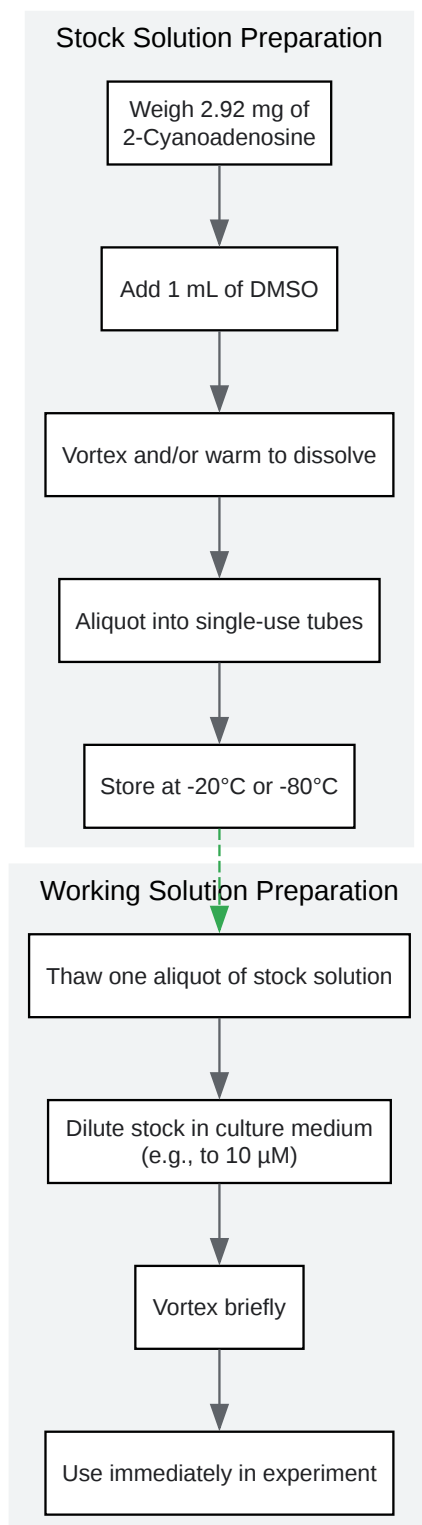 Stock Solution Preparation
Weigh 2.92 mg of
2-Cyanoadenosine
Add 1 mL of DMSO
Vortex and/or warm to dissolve
Aliquot into single-use tubes
Store at -20°C or -80°C
Working Solution Preparation
Thaw one aliquot of stock solution
Dilute stock in culture medium
(e.g., to 10 µM)
Vortex briefly
Use immediately in experiment